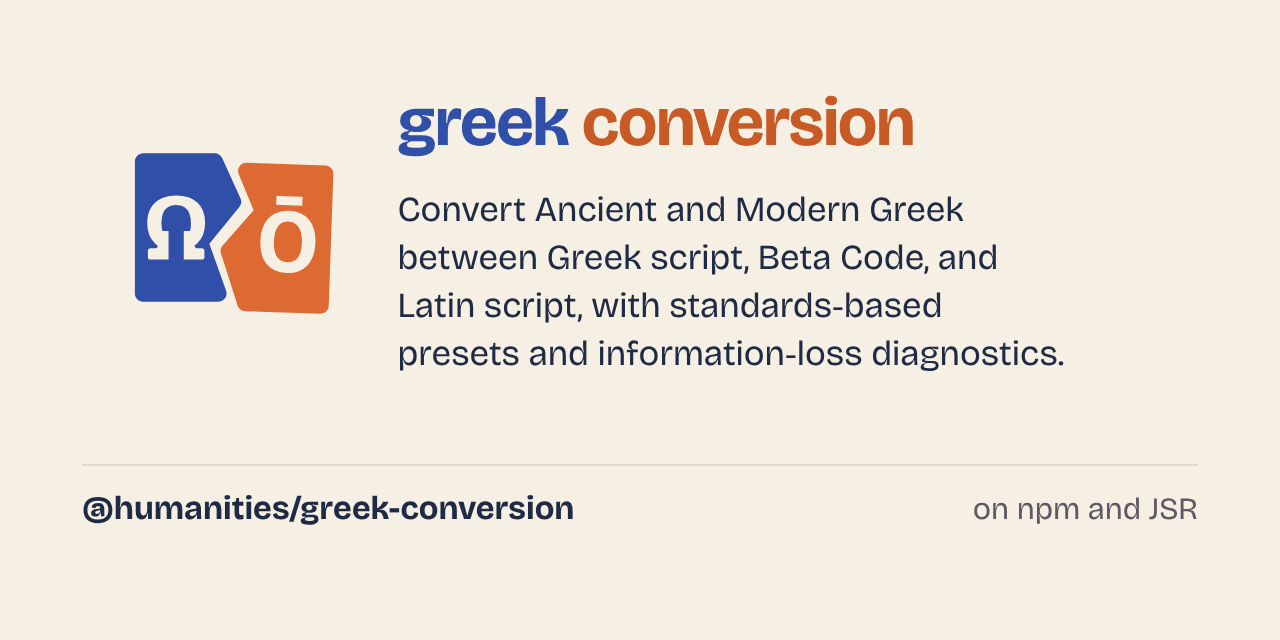 greek conversion
Ω Ō
Convert Ancient and Modern Greek
between Greek script, Beta Code, and
Latin script, with standards-based
presets and information-loss diagnostics.
@humanities/greek-conversion
on npm and JSR